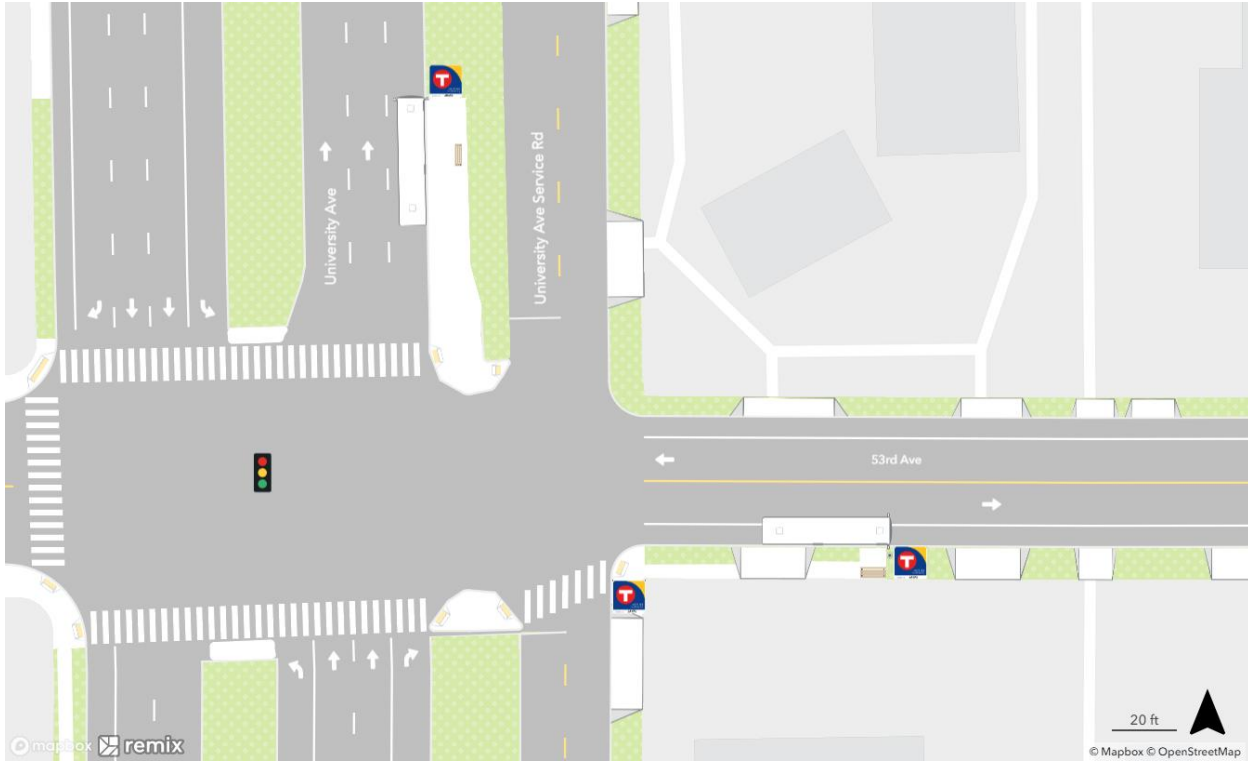 T
University Ave
University Ave Service Rd
53rd Ave
T
T
20 ft
mapbox remix
© Mapbox © OpenStreetMap